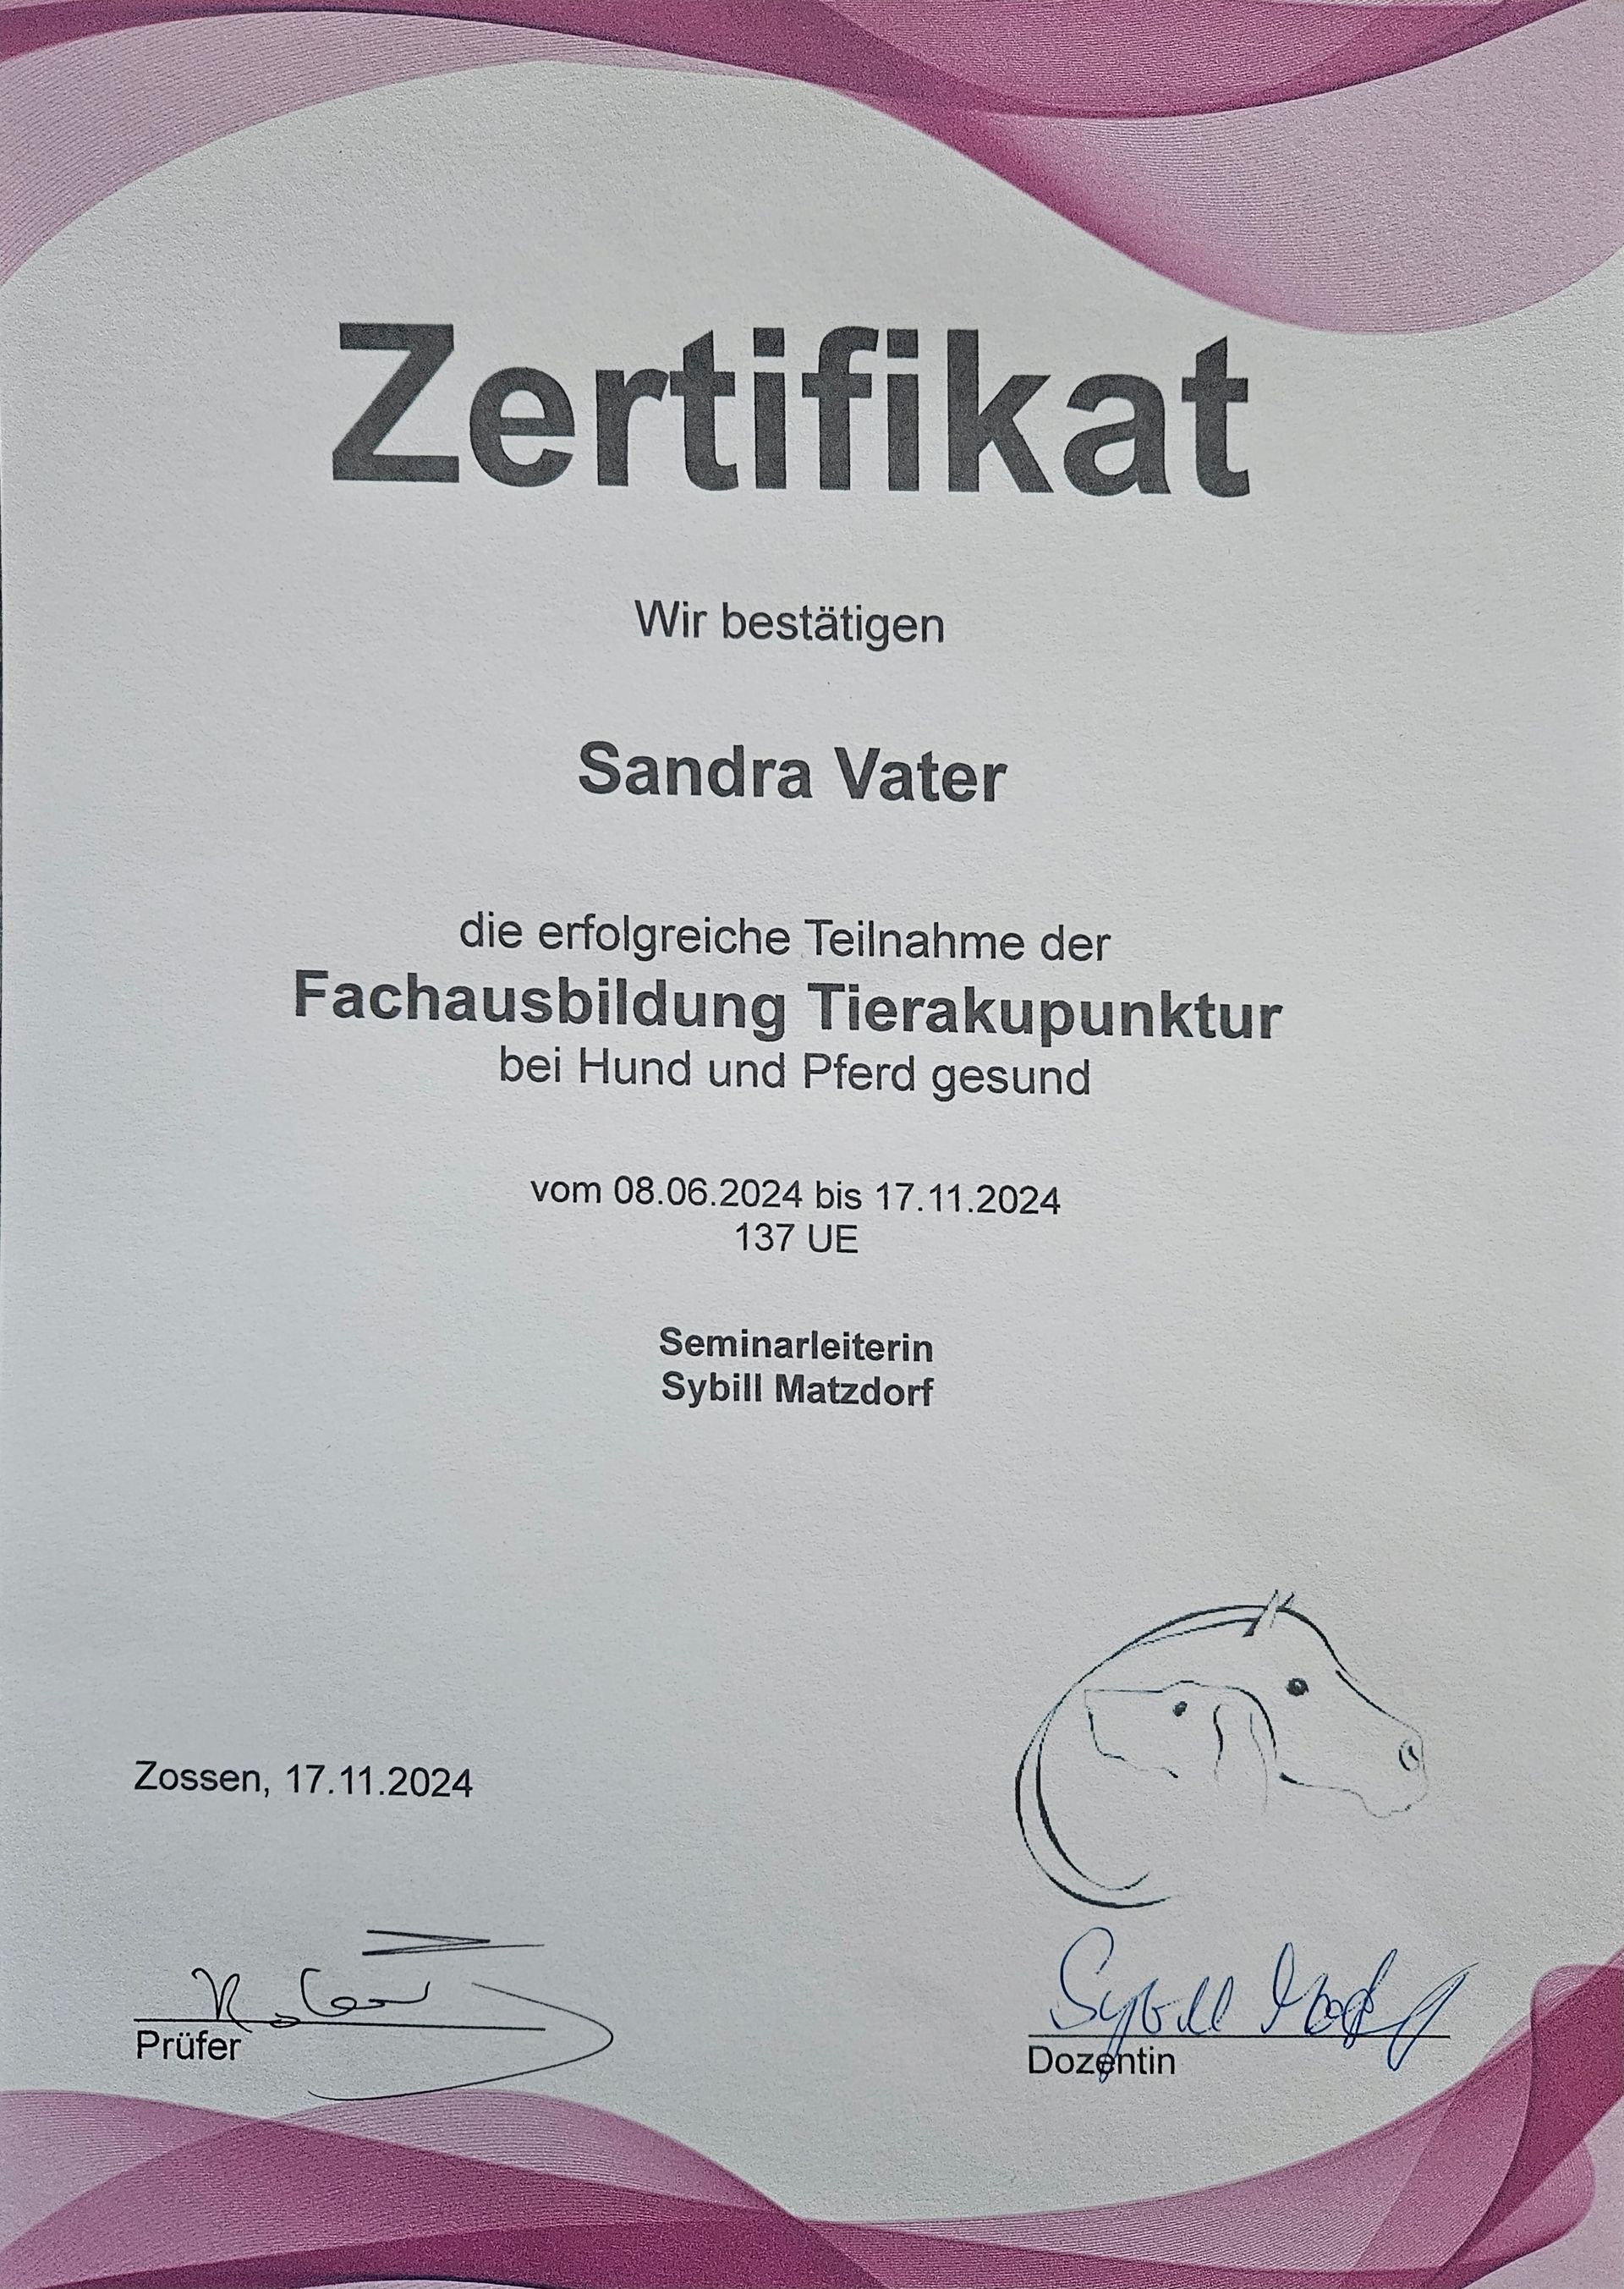 Zertifikat
Wir bestätigen
Sandra Vater
die erfolgreiche Teilnahme der
Fachausbildung Tierakupunktur
bei Hund und Pferd gesund
vom 08.06.2024 bis 17.11.2024
137 UE
Seminarleiterin
Sybill Matzdorf
Zossen, 17.11.2024
Prüfer
Sybill
Dozentin